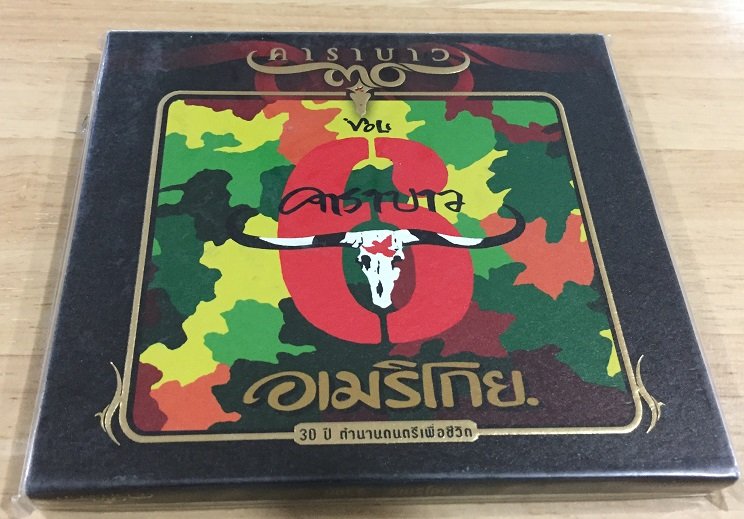 คาราบาว
๓๐
VOL.
6
คาราบาว
อเมริโกย.
30 ปี ตำนานดนตรีเพื่อชีวิต